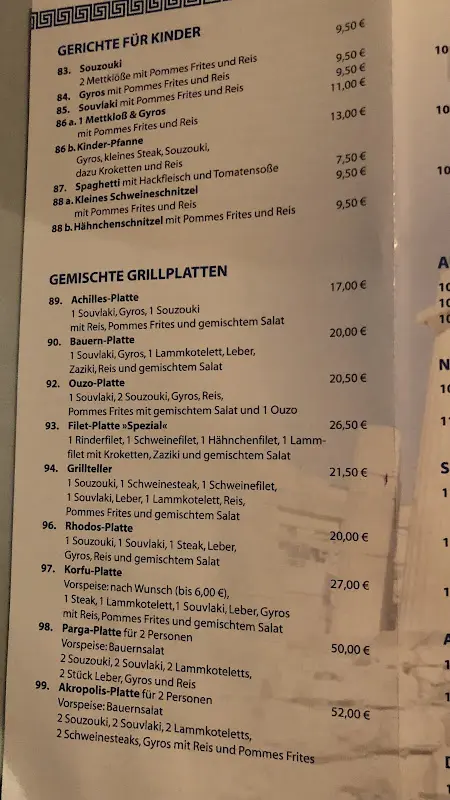 GERICHTE FÜR KINDER
83. Souzouki 9,50 €
2 Mettklöße mit Pommes Frites und Reis
84. Gyros mit Pommes Frites und Reis 9,50 €
85. Souvlaki mit Pommes Frites und Reis 9,50 €
86 a. 1 Mettkloß & Gyros 11,00 €
mit Pommes Frites und Reis
86 b. Kinder-Pfanne 13,00 €
Gyros, kleines Steak, Souzouki,
dazu Kroketten und Reis
87. Spaghetti mit Hackfleisch und Tomatensoße 7,50 €
88 a. Kleines Schweineschnitzel 9,50 €
mit Pommes Frites und Reis
88 b. Hähnchenschnitzel mit Pommes Frites und Reis 9,50 €
GEMISCHTE GRILLPLATTEN
89. Achilles-Platte 17,00 €
1 Souvlaki, Gyros, 1 Souzouki
mit Reis, Pommes Frites und gemischtem Salat
90. Bauern-Platte 20,00 €
1 Souvlaki, Gyros, 1 Lammkotelett, Leber,
Zaziki, Reis und gemischtem Salat
92. Ouzo-Platte 20,50 €
1 Souvlaki, 2 Souzouki, Gyros, Reis,
Pommes Frites mit gemischtem Salat und 1 Ouzo
93. Filet-Platte »Spezial« 26,50 €
1 Rinderfilet, 1 Schweinefilet, 1 Hähnchenfilet, 1 Lamm-
filet mit Kroketten, Zaziki und gemischtem Salat
94. Grillteller 21,50 €
1 Souzouki, 1 Schweinesteak, 1 Schweinefilet,
1 Souvlaki, Leber, 1 Lammkotelett, Reis,
Pommes Frites und gemischtem Salat
96. Rhodos-Platte 20,00 €
1 Souzouki, 1 Souvlaki, 1 Steak, Leber,
Gyros, Reis und gemischtem Salat
97. Korfu-Platte 27,00 €
Vorspeise: nach Wunsch (bis 6,00 €),
1 Steak, 1 Lammkotelett, 1 Souvlaki, Leber, Gyros
mit Reis, Pommes Frites und gemischtem Salat
98. Parga-Platte für 2 Personen 50,00 €
Vorspeise: Bauernsalat
2 Souzouki, 2 Souvlaki, 2 Lammkoteletts,
2 Stück Leber, Gyros und Reis
99. Akropolis-Platte für 2 Personen 52,00 €
Vorspeise: Bauernsalat
2 Souzouki, 2 Souvlaki, 2 Lammkoteletts,
2 Schweinesteaks, Gyros mit Reis und Pommes Frites